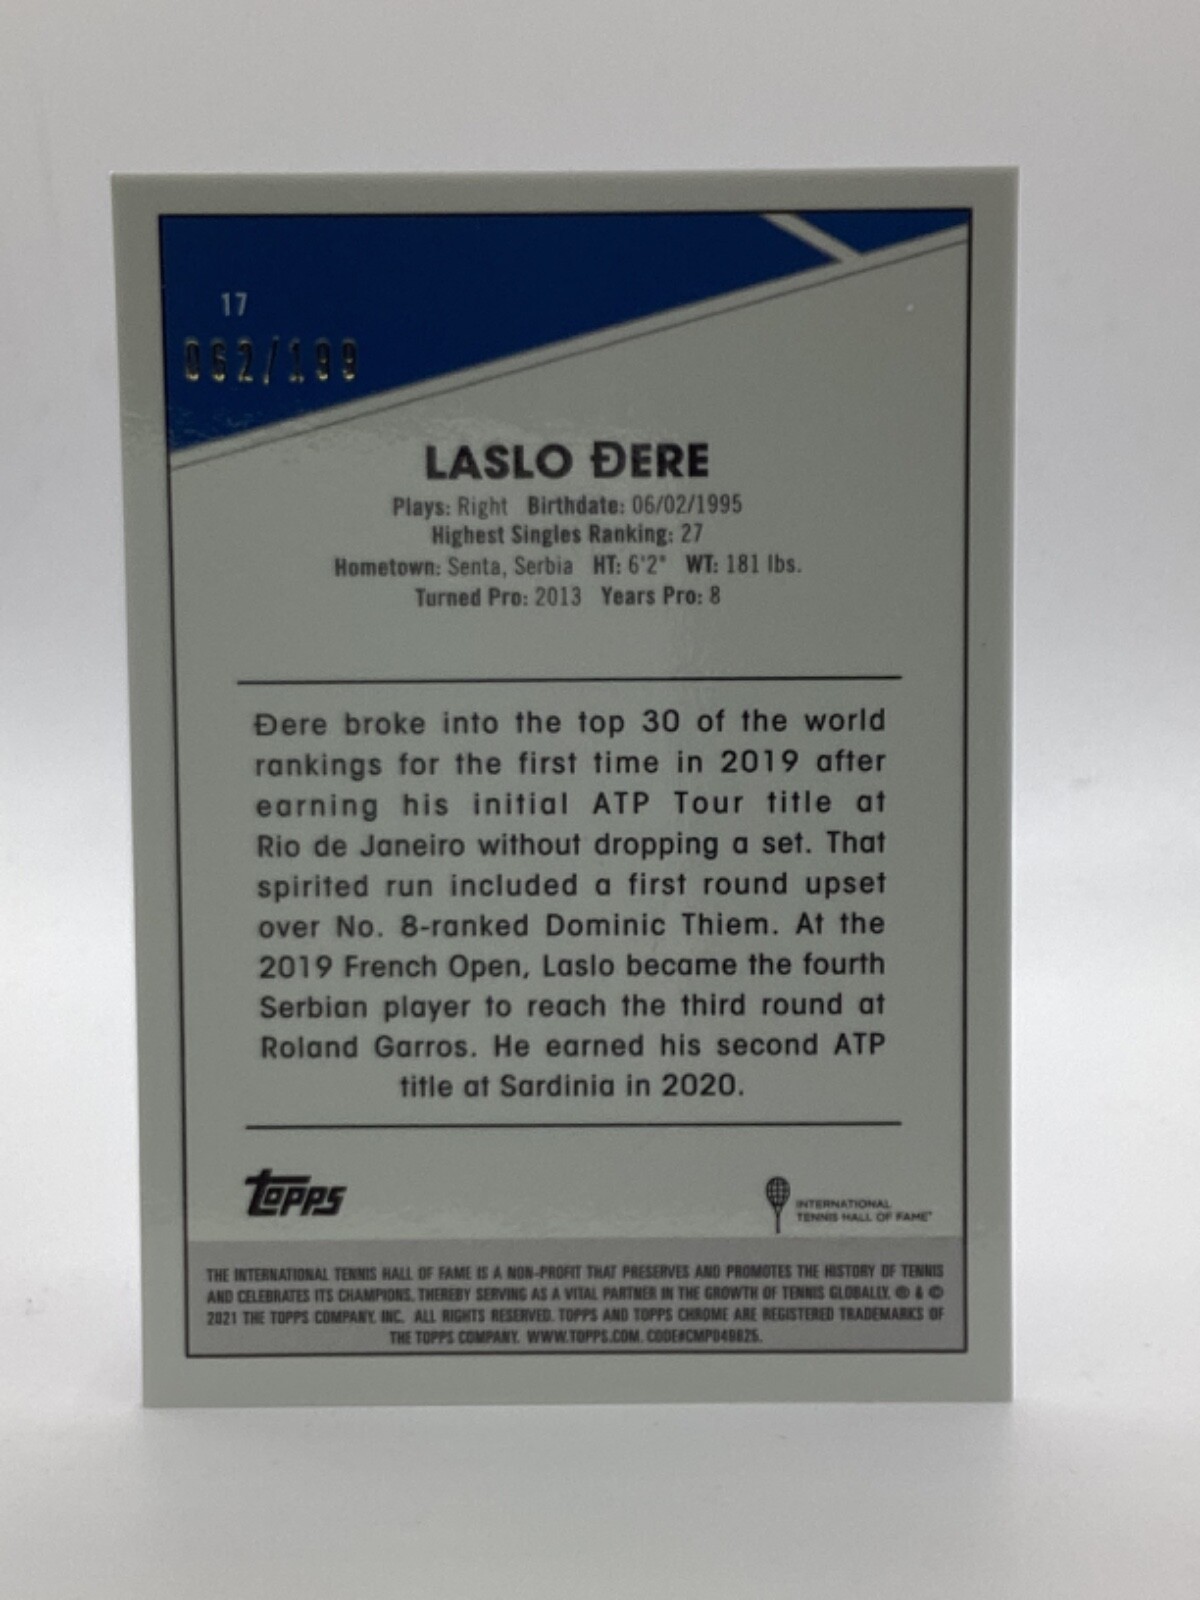 17
062/199
LASLO ĐERE
Plays: Right Birthdate: 06/02/1995
Highest Singles Ranking: 27
Hometown: Senta, Serbia HT: 6'2" WT: 181 lbs.
Turned Pro: 2013 Years Pro: 8
Đere broke into the top 30 of the world
rankings for the first time in 2019 after
earning his initial ATP Tour title at
Rio de Janeiro without dropping a set. That
spirited run included a first round upset
over No. 8-ranked Dominic Thiem. At the
2019 French Open, Laslo became the fourth
Serbian player to reach the third round at
Roland Garros. He earned his second ATP
title at Sardinia in 2020.
Topps
INTERNATIONAL
TENNIS HALL OF FAME™
THE INTERNATIONAL TENNIS HALL OF FAME IS A NON-PROFIT THAT PRESERVES AND PROMOTES THE HISTORY OF TENNIS
AND CELEBRATES ITS CHAMPIONS, THEREBY SERVING AS A VITAL PARTNER IN THE GROWTH OF TENNIS GLOBALLY. ® & ©
2021 THE TOPPS COMPANY, INC. ALL RIGHTS RESERVED. TOPPS AND TOPPS CHROME ARE REGISTERED TRADEMARKS OF
THE TOPPS COMPANY. WWW.TOPPS.COM. CODE#CMP048825.